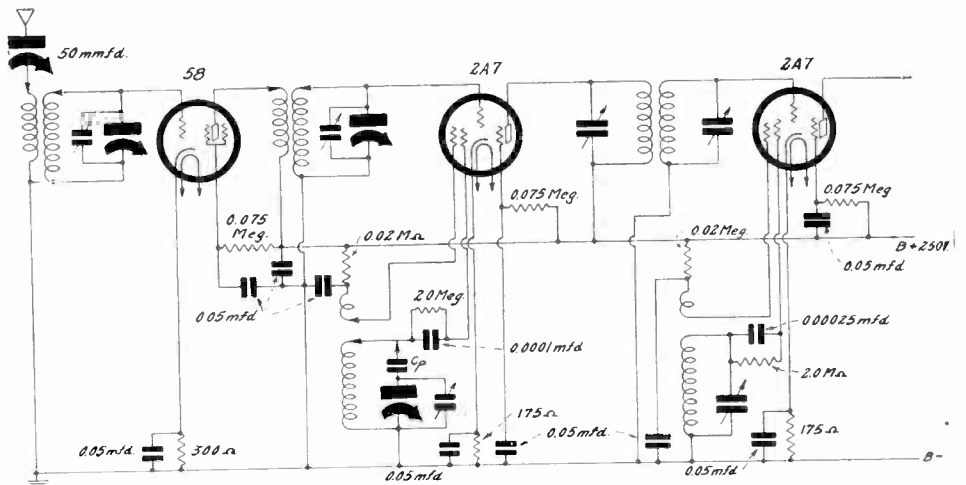 50 mmfd.
58
2A7
2A7
0.075
Meg.
0.02 MΩ
0.075 Meg.
0.02 Meg.
0.075 Meg.
B+250V.
0.05 mfd
0.05 mfd
2.0 Meg.
0.0001 mfd
Cp
0.00025 mfd
2.0 MΩ
175 Ω
0.05 mfd.
175 Ω
0.05 mfd.
300 Ω
0.05 mfd
0.05 mfd
B-